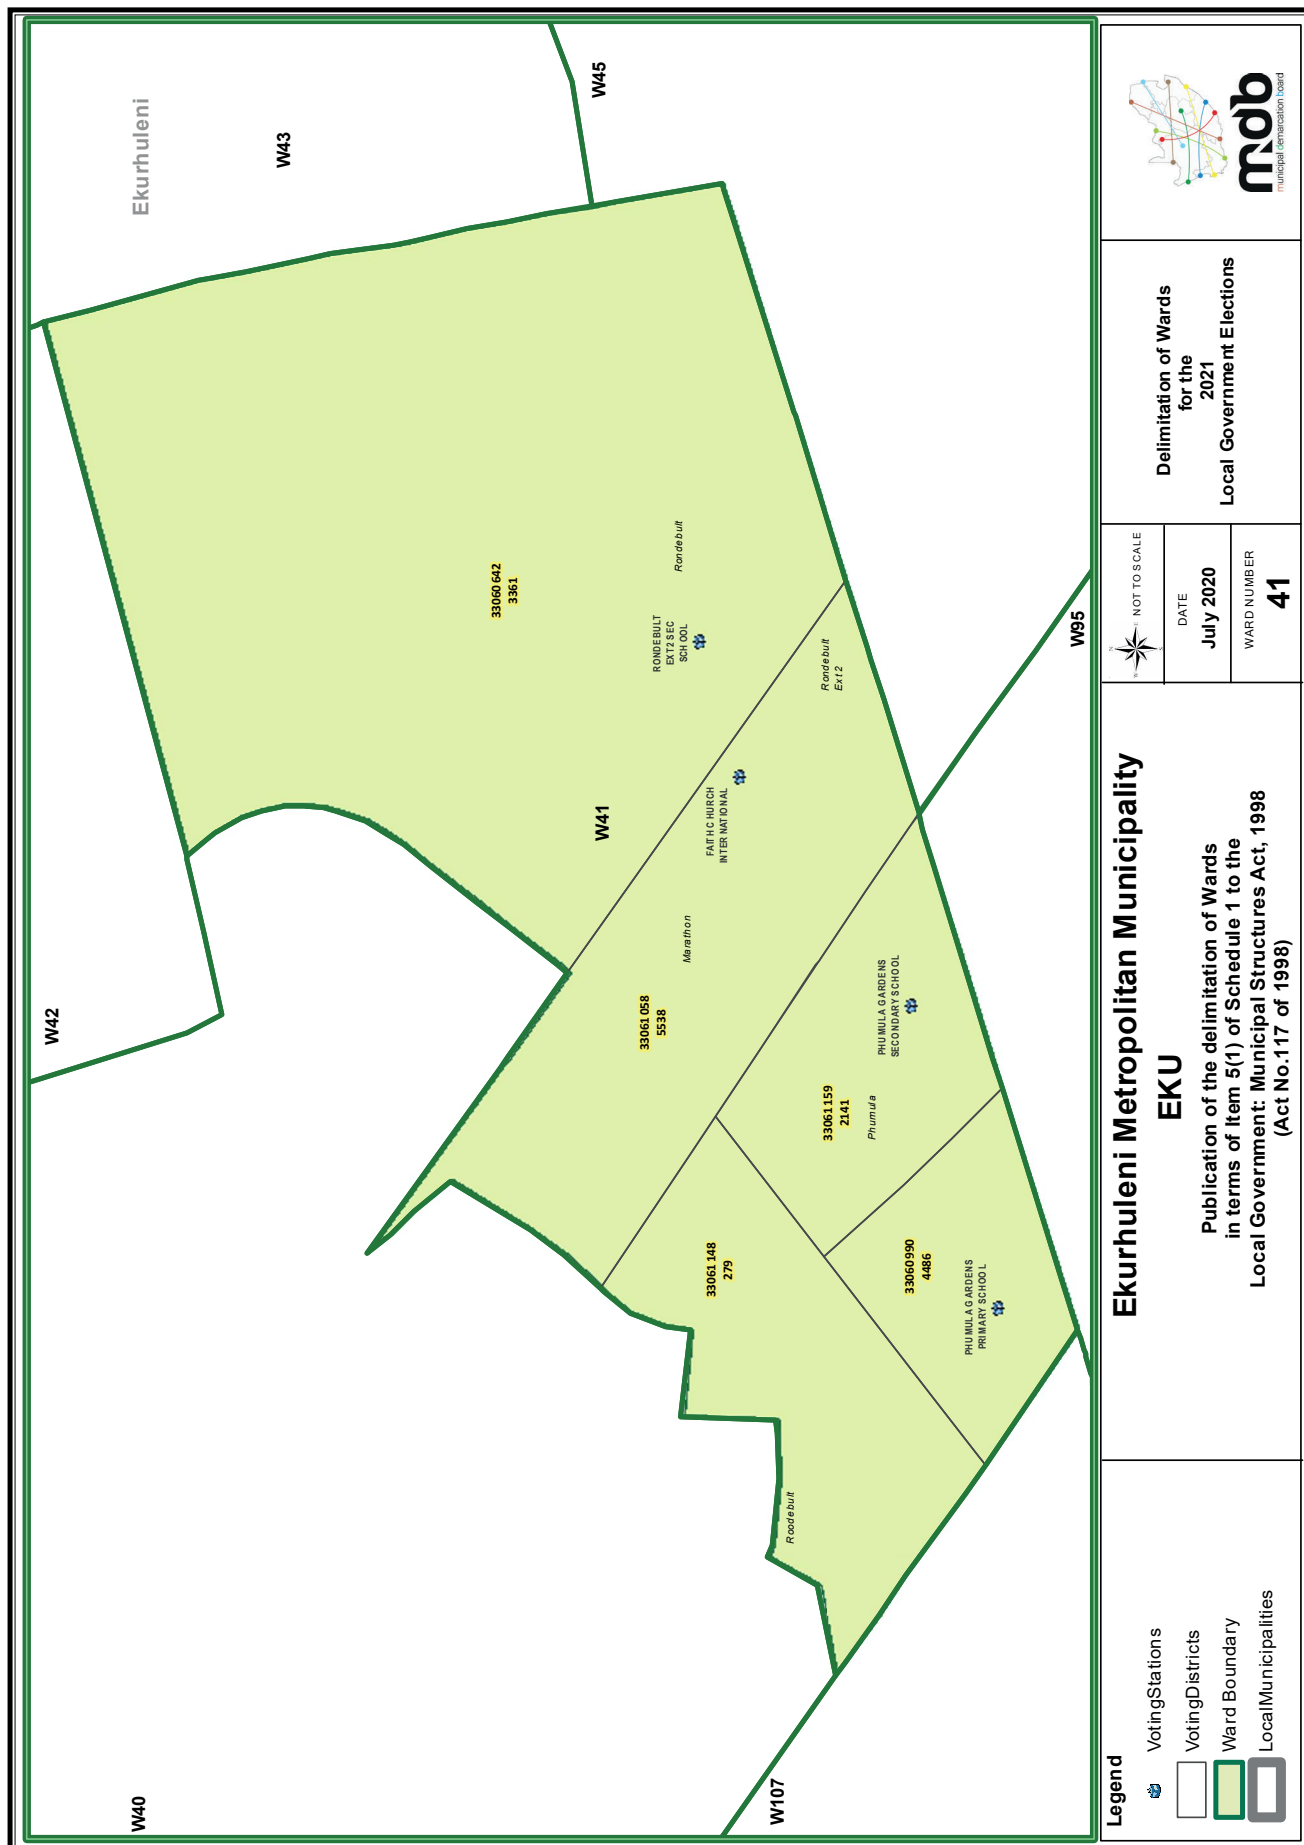 W40
W42
Ekurhuleni
W43
W45
33060642
3361
RONDEBULT
EXT2 SEC
SCHOOL
Rondebult
W41
FAITH CHURCH
INTERNATIONAL
Rondebult
Ext2
Marathon
33061058
5538
PHUMULA GARDENS
SECONDARY SCHOOL
33061159
2141
Phumula
33061148
279
33060990
4486
PHUMULA GARDENS
PRIMARY SCHOOL
Roodebult
W107
W95
Legend
VotingStations
VotingDistricts
Ward Boundary
LocalMunicipalities
Ekurhuleni Metropolitan Municipality
EKU
Publication of the delimitation of Wards
in terms of Item 5(1) of Schedule 1 to the
Local Government: Municipal Structures Act, 1998
(Act No.117 of 1998)
N
W
E
S
NOT TO SCALE
DATE
July 2020
WARD NUMBER
41
Delimitation of Wards
for the
2021
Local Government Elections
mdb
municipal demarcation board